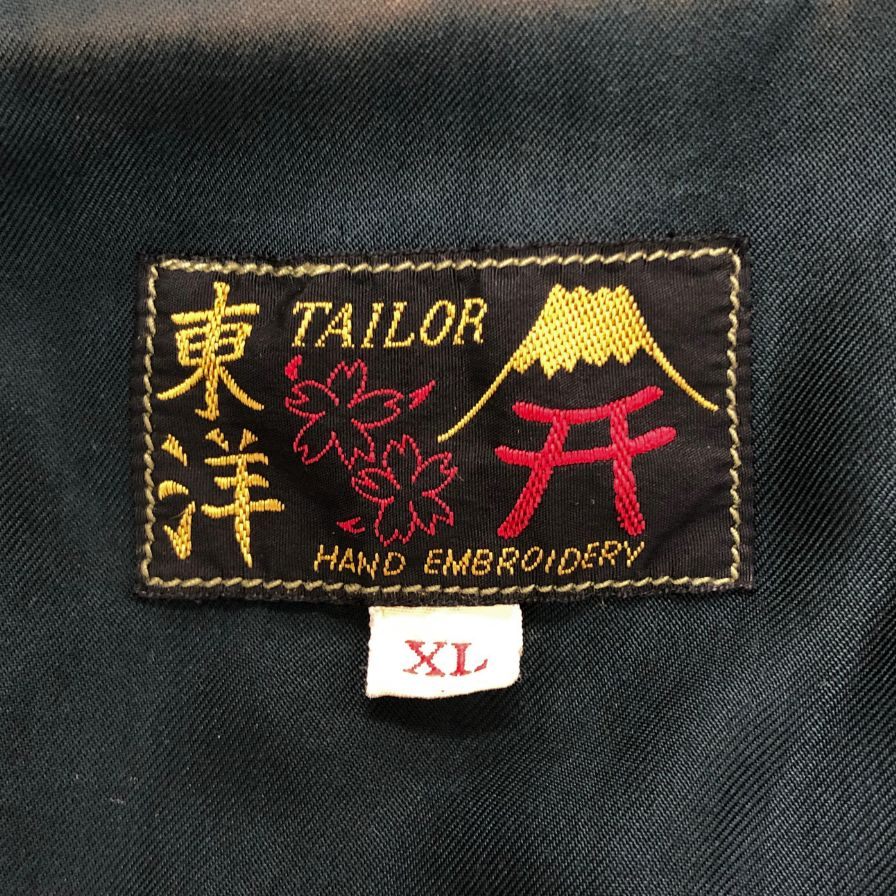 東洋
TAILOR
HAND EMBROIDERY
XL